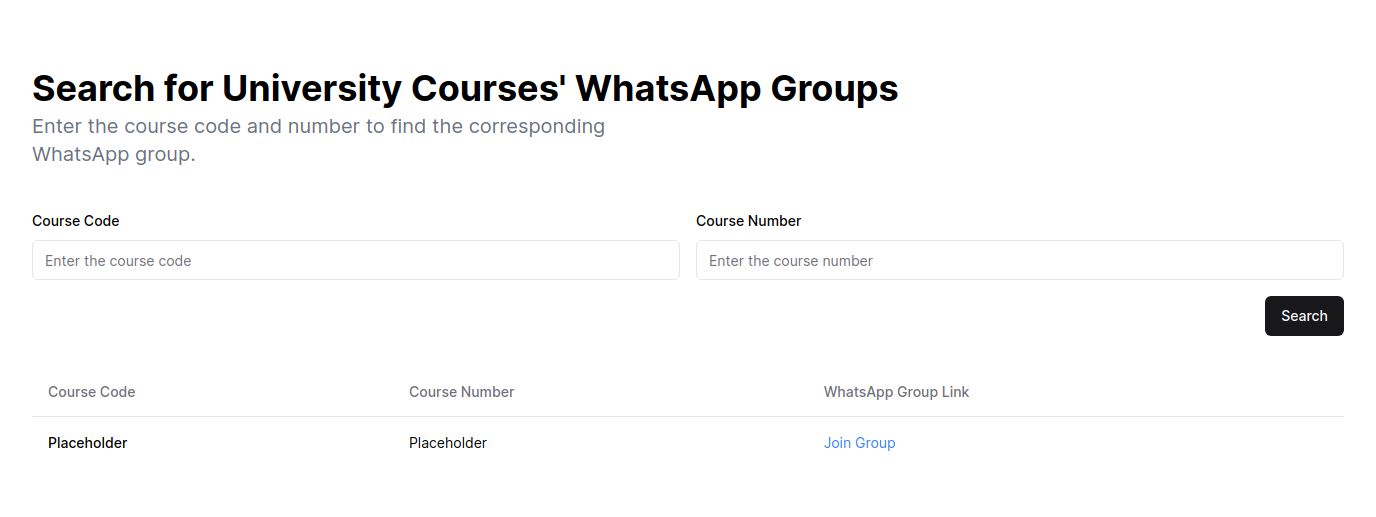 Search for University Courses' WhatsApp Groups
Enter the course code and number to find the corresponding
WhatsApp group.
Course Code
Course Number
Enter the course code
Enter the course number
Search
Course Code
Course Number
WhatsApp Group Link
Placeholder
Placeholder
Join Group